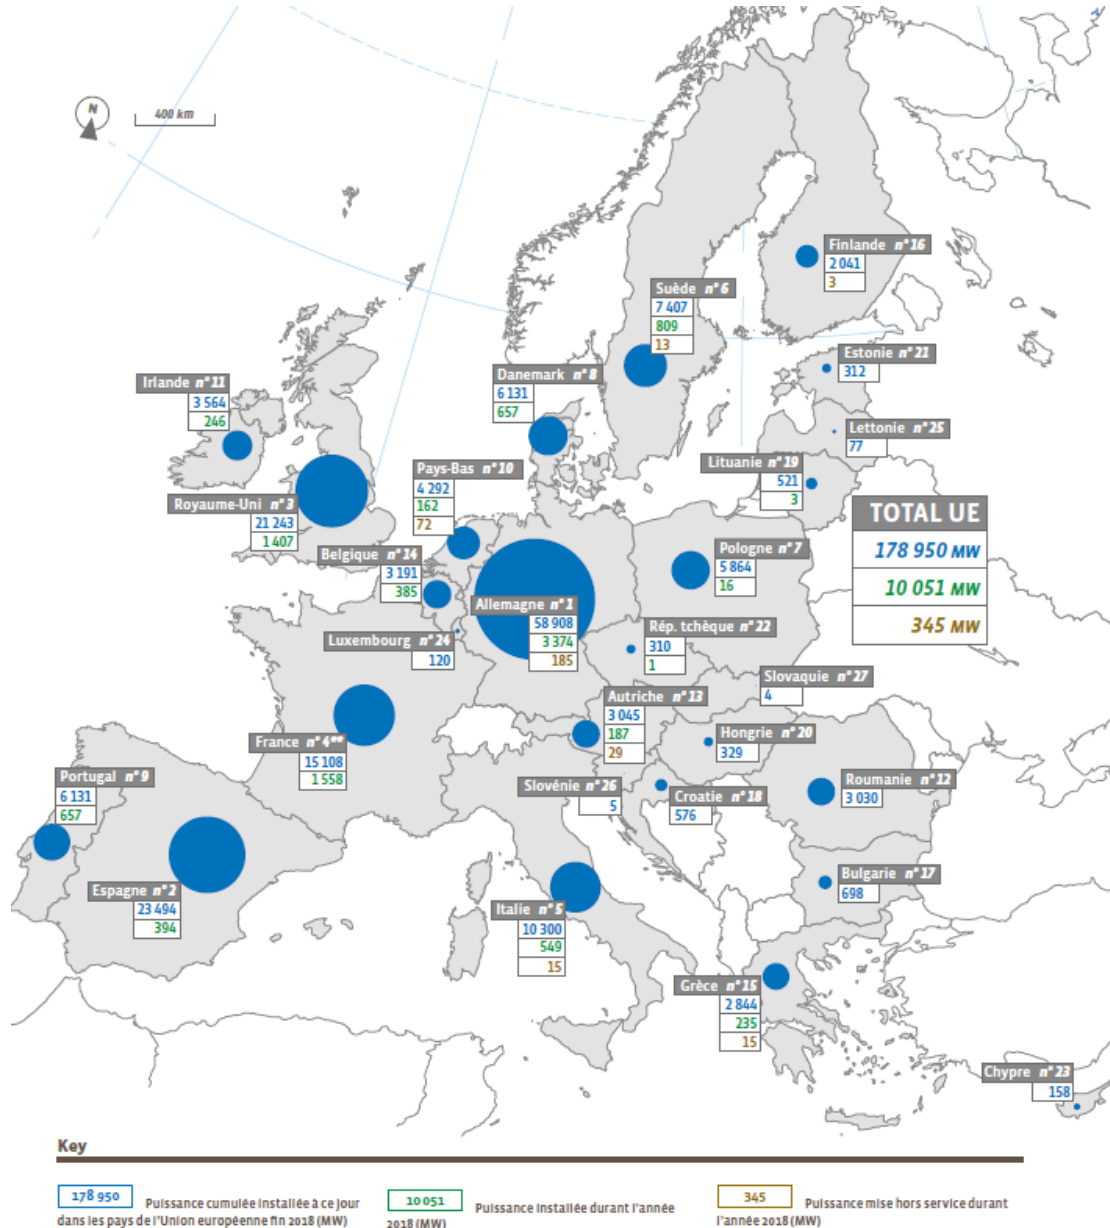 N
400 km
Finlande n°16
2 041
3
Suède n°6
7 407
809
13
Estonie n°21
312
Irlande n°11
3 564
246
Danemark n°8
6 131
657
Lettonie n°25
77
Lituanie n°19
521
3
Pays-Bas n°10
4 292
162
72
Royaume-Uni n°3
21 243
1 407
TOTAL UE
178 950 MW
10 051 MW
345 MW
Belgique n°14
3 191
385
Pologne n°7
5 864
16
Allemagne n°1
58 908
3 374
185
Luxembourg n°24
120
Rép. tchèque n°22
310
1
Slovaquie n°27
4
Autriche n°13
3 045
187
29
Hongrie n°20
329
France n°4**
15 108
1 558
Portugal n°9
6 131
657
Slovénie n°26
5
Croatie n°18
576
Roumanie n°12
3 030
Bulgarie n°17
698
Espagne n°2
23 494
394
Italie n°5
10 300
549
15
Grèce n°15
2 844
235
15
Chypre n°23
158
Key
178 950 Puissance cumulée installée à ce jour
dans les pays de l'Union européenne fin 2018 (MW)
10 051 Puissance installée durant l'année
2018 (MW)
345 Puissance mise hors service durant
l'année 2018 (MW)